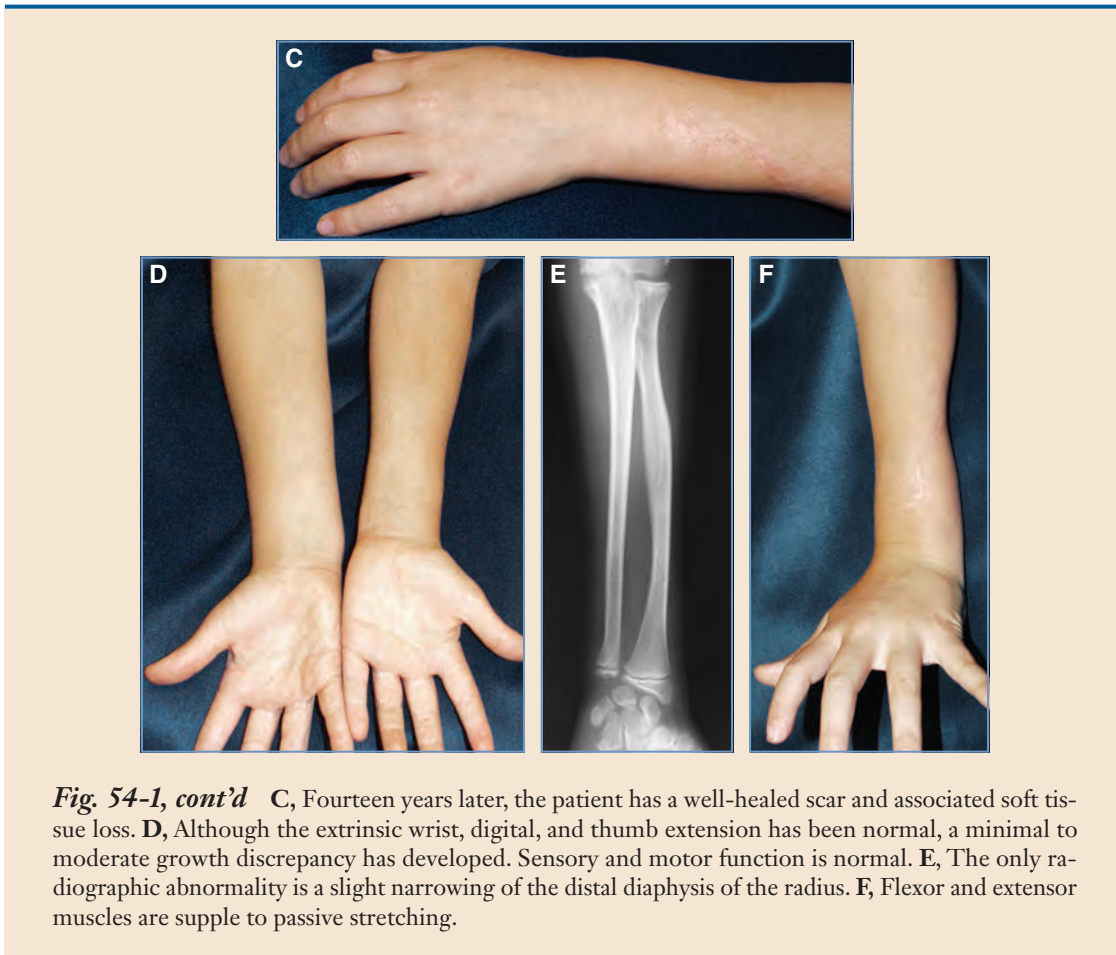 C
D
E
F
Fig. 54-1, cont'd C, Fourteen years later, the patient has a well-healed scar and associated soft tis-
sue loss. D, Although the extrinsic wrist, digital, and thumb extension has been normal, a minimal to
moderate growth discrepancy has developed. Sensory and motor function is normal. E, The only ra-
diographic abnormality is a slight narrowing of the distal diaphysis of the radius. F, Flexor and extensor
muscles are supple to passive stretching.